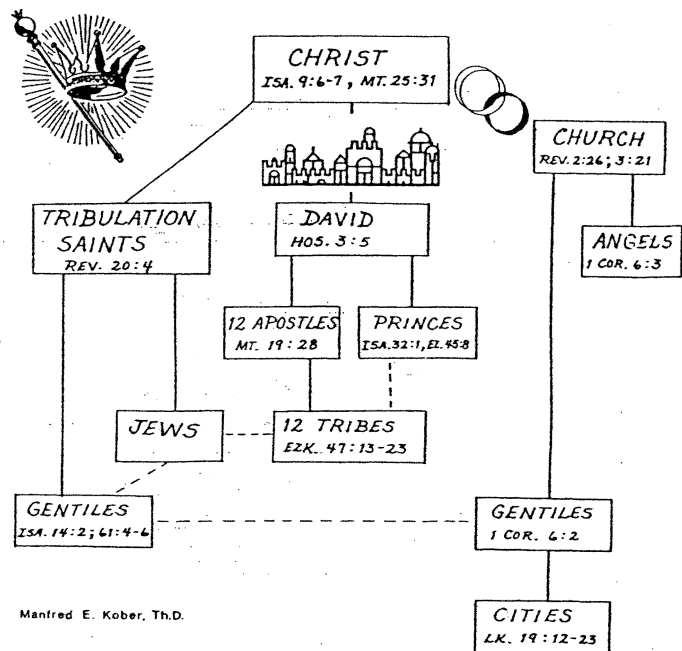 CHRIST
ISA. 9:6-7, MT. 25:31
CHURCH
REV. 2:26; 3:21
TRIBULATION
SAINTS
REV. 20:4
DAVID
HOS. 3:5
ANGELS
1 COR. 6:3
12 APOSTLES
MT. 19:28
PRINCES
ISA. 32:1, EZ. 45:8
JEWS
12 TRIBES
EZK. 47:13-23
GENTILES
ISA. 14:2; 61:4-6
GENTILES
1 COR. 6:2
CITIES
LK. 19:12-23
Manfred E. Kober, Th.D.